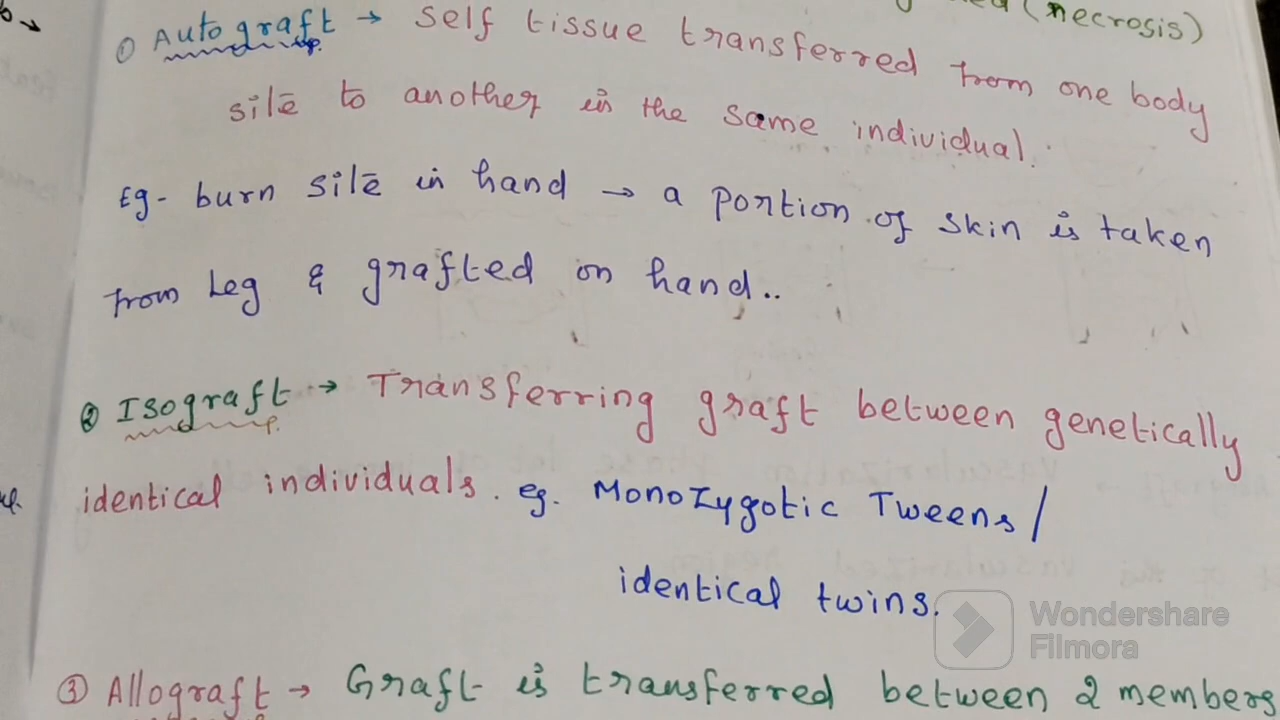 (necrosis)
① Autograft → Self tissue transferred from one body
site to another in the same individual.
Eg- burn site in hand → a portion of skin is taken
from Leg & grafted on hand..
② Isograft → Transferring graft between genetically
identical individuals. eg. Monozygotic Tweens/
identical twins.
Wondershare
Filmora
③ Allograft → Graft is transferred between 2 members